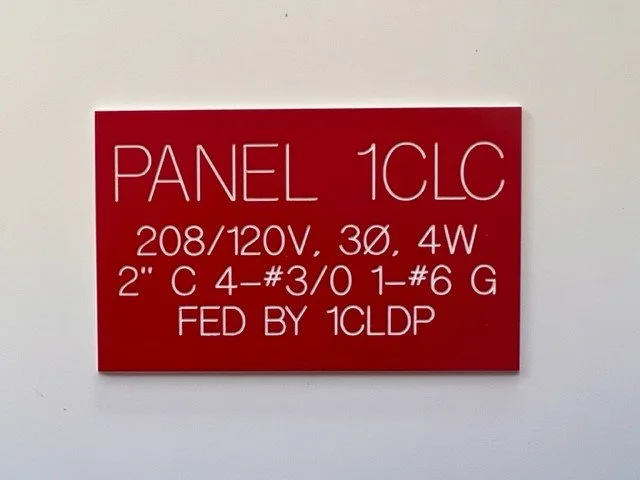 PANEL 1CLC
208/120V, 3Ø, 4W
2" C 4-#3/0 1-#6 G
FED BY 1CLDP